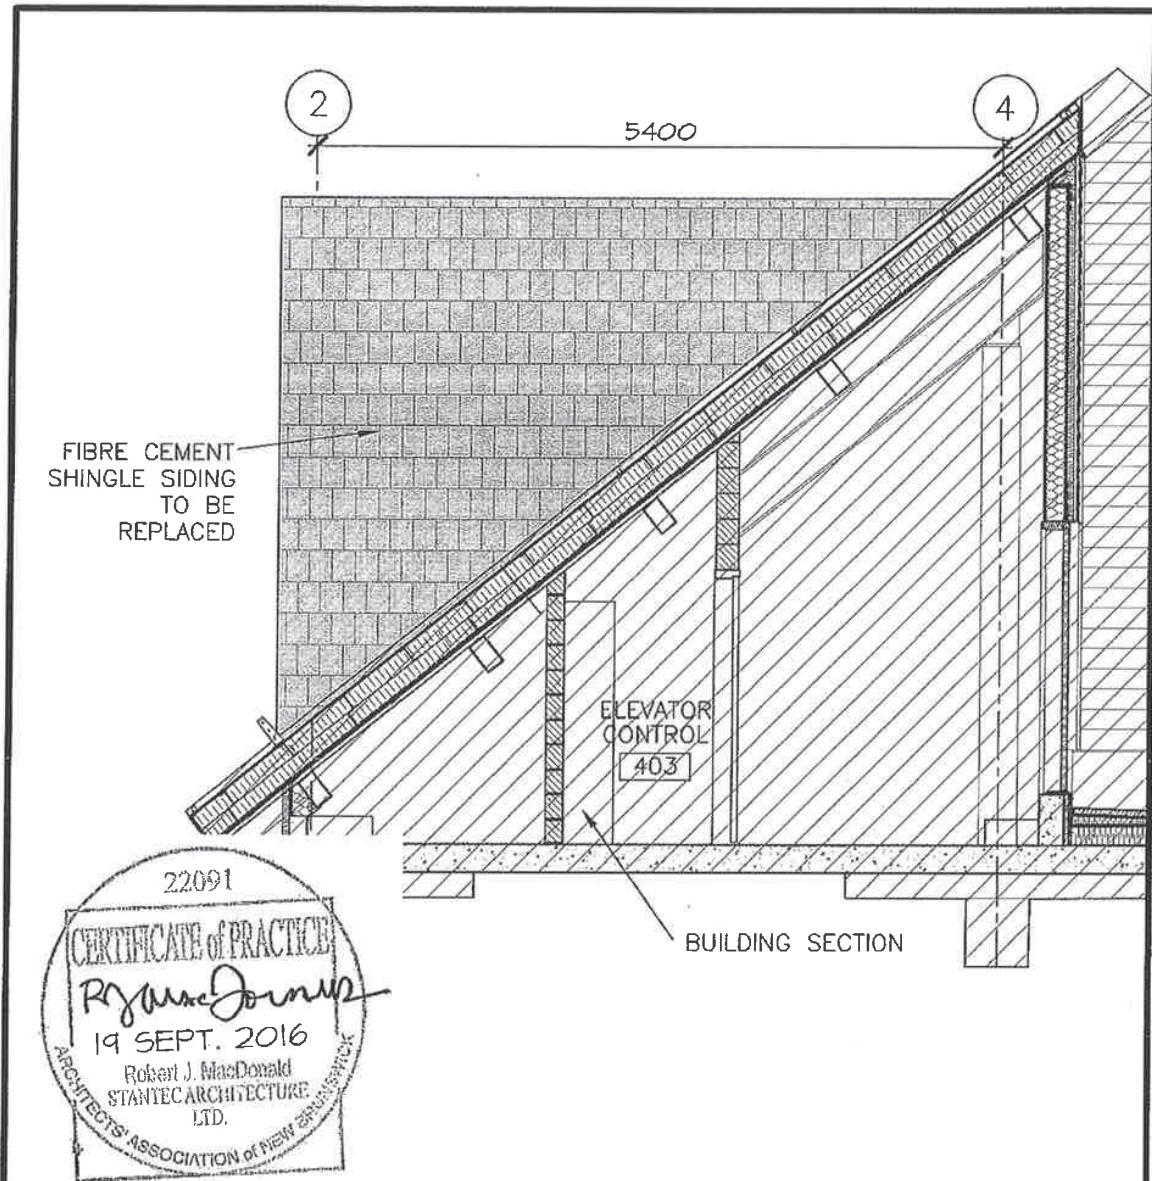 2
4
5400
FIBRE CEMENT
SHINGLE SIDING
TO BE
REPLACED
ELEVATOR
CONTROL
403
BUILDING SECTION
22091
CERTIFICATE of PRACTICE
19 SEPT. 2016
Robert J. MacDonald
STANTEC ARCHITECTURE
LTD.
ARCHITECTS' ASSOCIATION of NEW BRUNSWICK